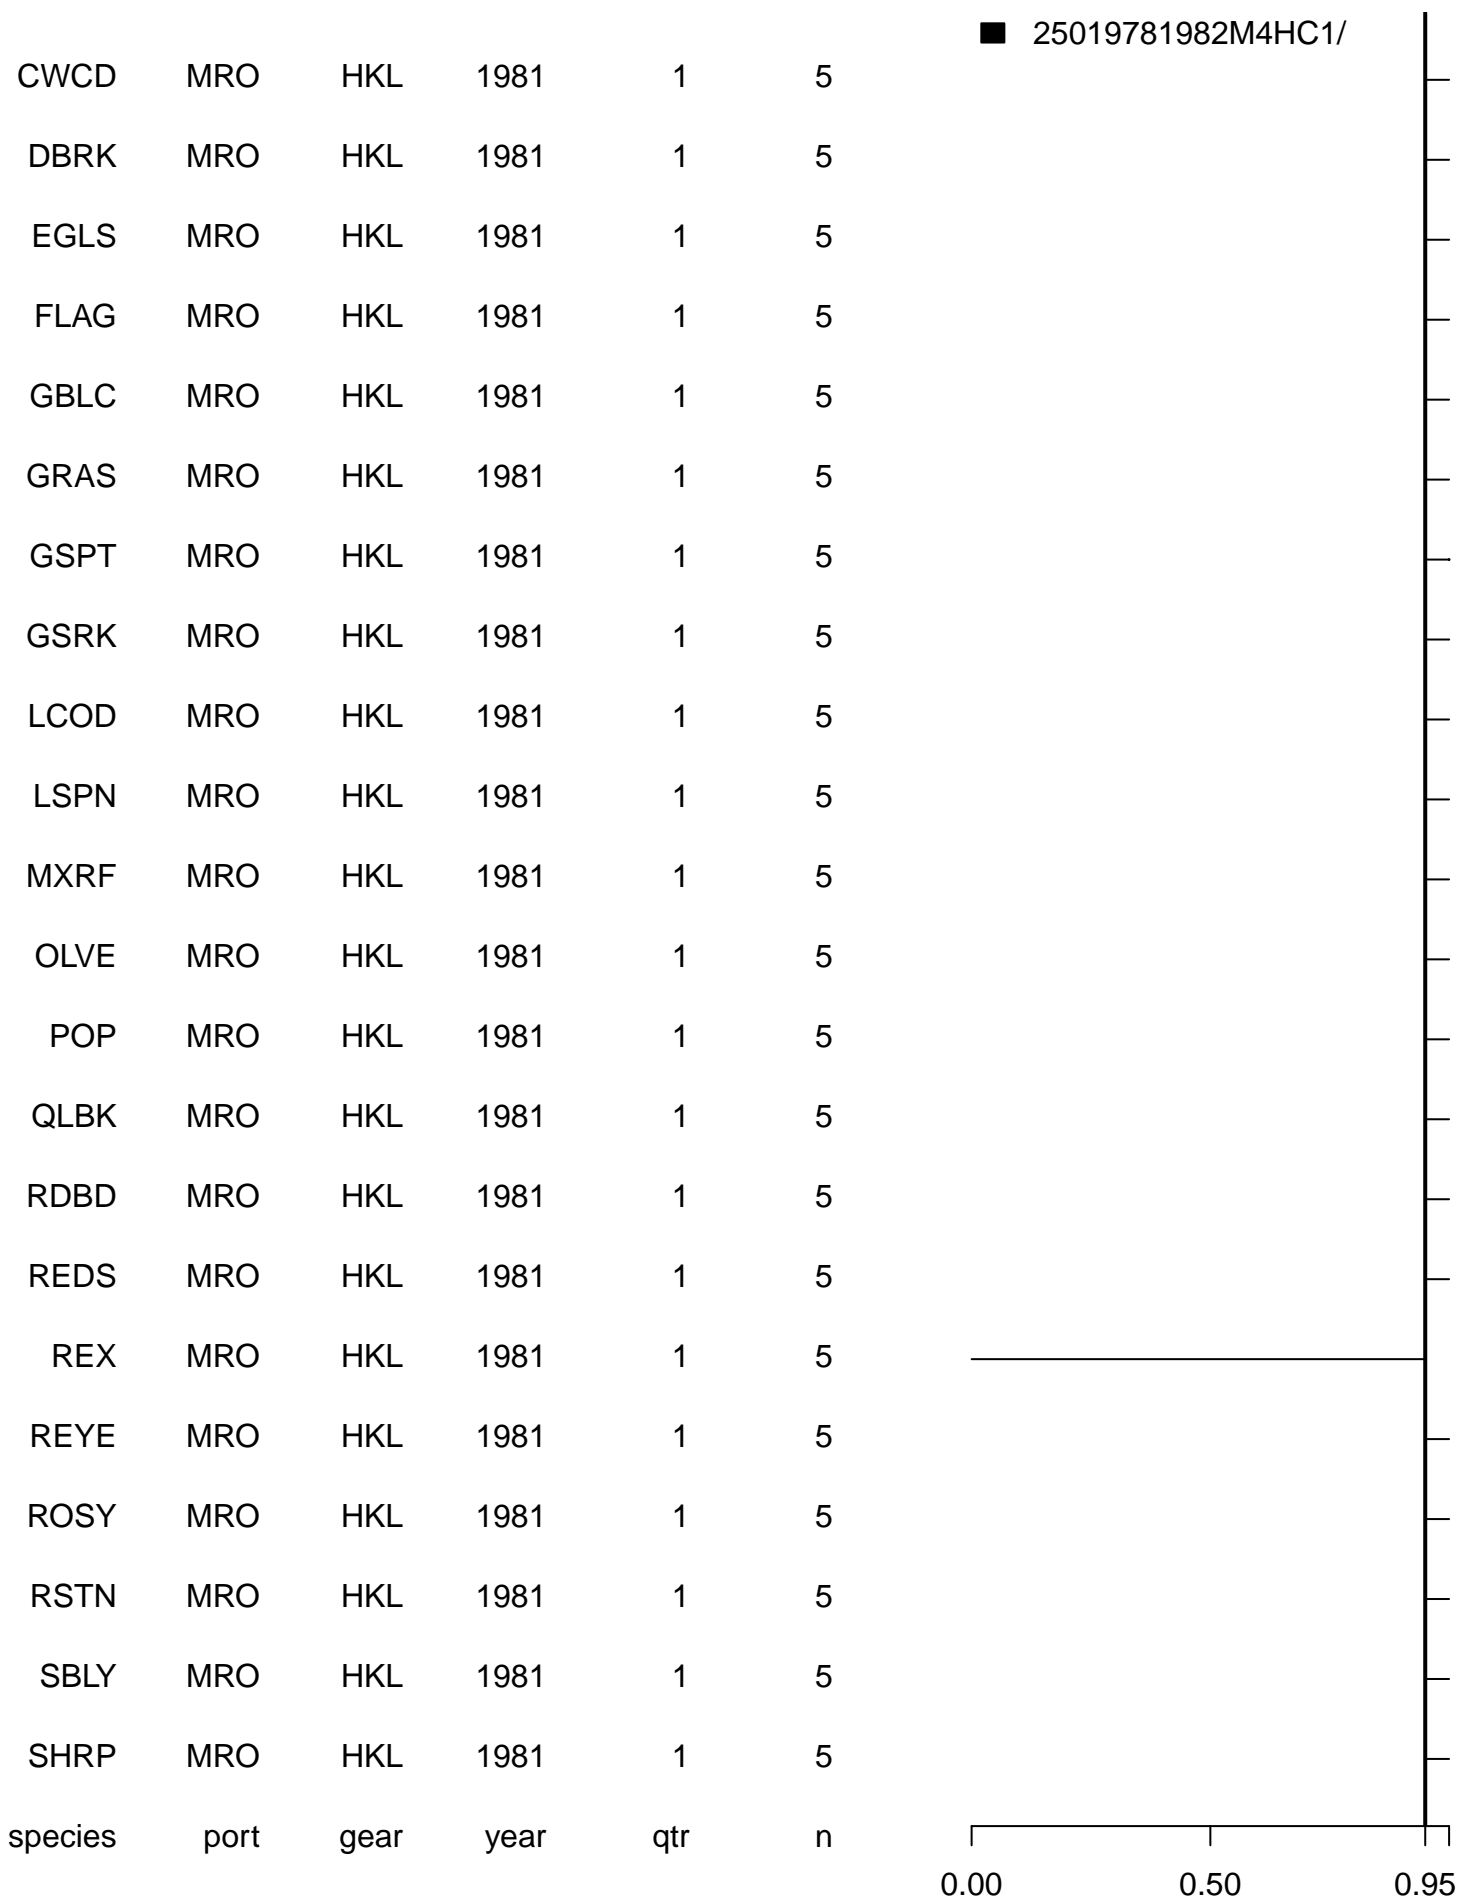 25019781982M4HC1/
CWCD MRO HKL 1981 1 5
DBRK MRO HKL 1981 1 5
EGLS MRO HKL 1981 1 5
FLAG MRO HKL 1981 1 5
GBLC MRO HKL 1981 1 5
GRAS MRO HKL 1981 1 5
GSPT MRO HKL 1981 1 5
GSRK MRO HKL 1981 1 5
LCOD MRO HKL 1981 1 5
LSPN MRO HKL 1981 1 5
MXRF MRO HKL 1981 1 5
OLVE MRO HKL 1981 1 5
POP MRO HKL 1981 1 5
QLBK MRO HKL 1981 1 5
RDBD MRO HKL 1981 1 5
REDS MRO HKL 1981 1 5
REX MRO HKL 1981 1 5
REYE MRO HKL 1981 1 5
ROSY MRO HKL 1981 1 5
RSTN MRO HKL 1981 1 5
SBLY MRO HKL 1981 1 5
SHRP MRO HKL 1981 1 5
species port gear year qtr n
0.00 0.50 0.95